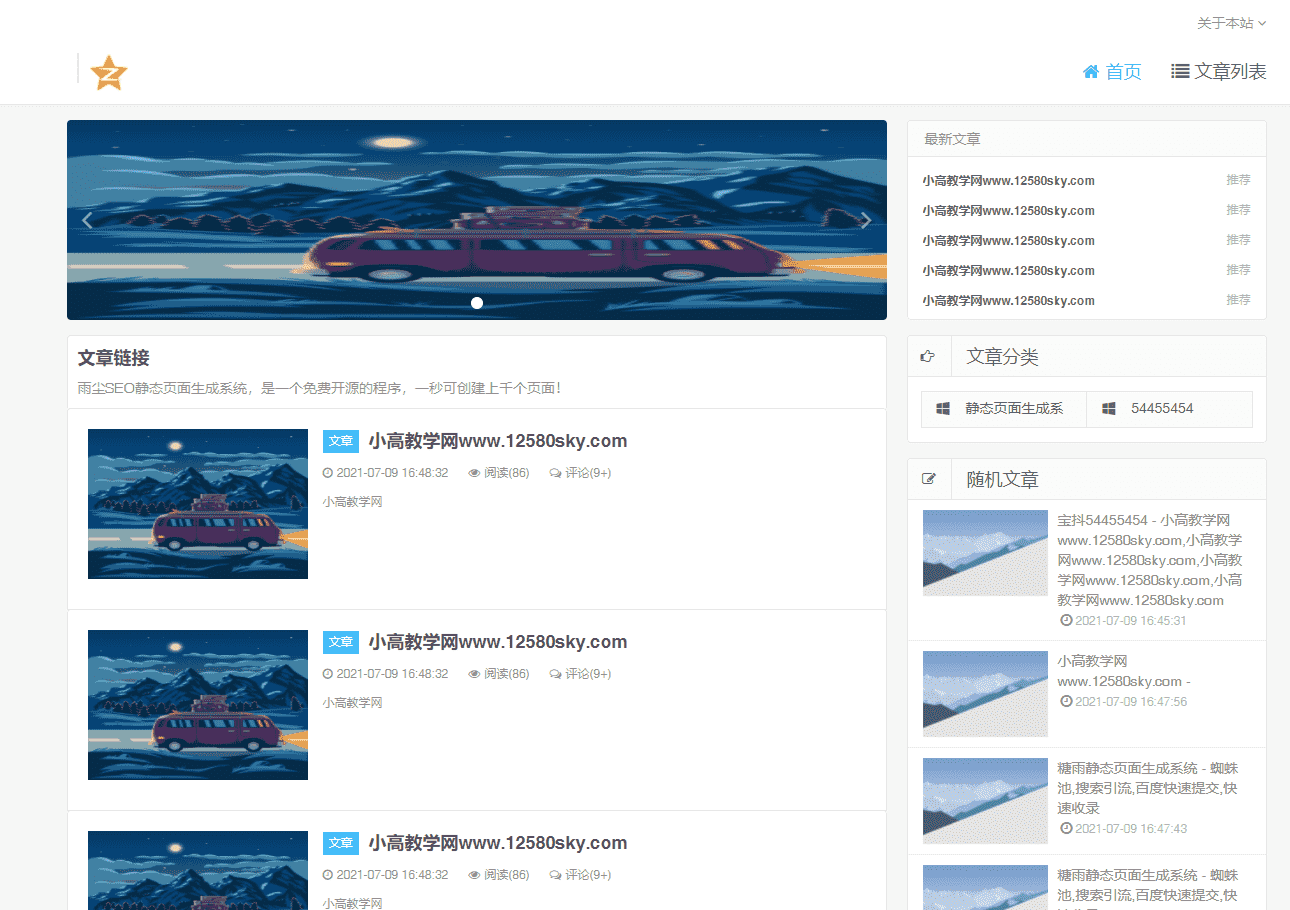 关于本站
首页
文章列表
最新文章
小高教学网www.12580sky.com 推荐
小高教学网www.12580sky.com 推荐
小高教学网www.12580sky.com 推荐
小高教学网www.12580sky.com 推荐
小高教学网www.12580sky.com 推荐
文章链接
雨尘SEO静态页面生成系统，是一个免费开源的程序，一秒可创建上千个页面！
文章 小高教学网www.12580sky.com
2021-07-09 16:48:32 阅读(86) 评论(9+)
小高教学网
文章 小高教学网www.12580sky.com
2021-07-09 16:48:32 阅读(86) 评论(9+)
小高教学网
文章 小高教学网www.12580sky.com
2021-07-09 16:48:32 阅读(86) 评论(9+)
小高教学网
文章分类
静态页面生成系 54455454
随机文章
宝抖54455454 - 小高教学网
www.12580sky.com,小高教学
网www.12580sky.com,小高教
学网www.12580sky.com,小高
教学网www.12580sky.com
2021-07-09 16:45:31
小高教学网
www.12580sky.com -
2021-07-09 16:47:56
糖雨静态页面生成系统 - 蜘蛛
池,搜索引流,百度快速提交,快
速收录
2021-07-09 16:47:43
糖雨静态页面生成系统 - 蜘蛛
池,搜索引流,百度快速提交,快